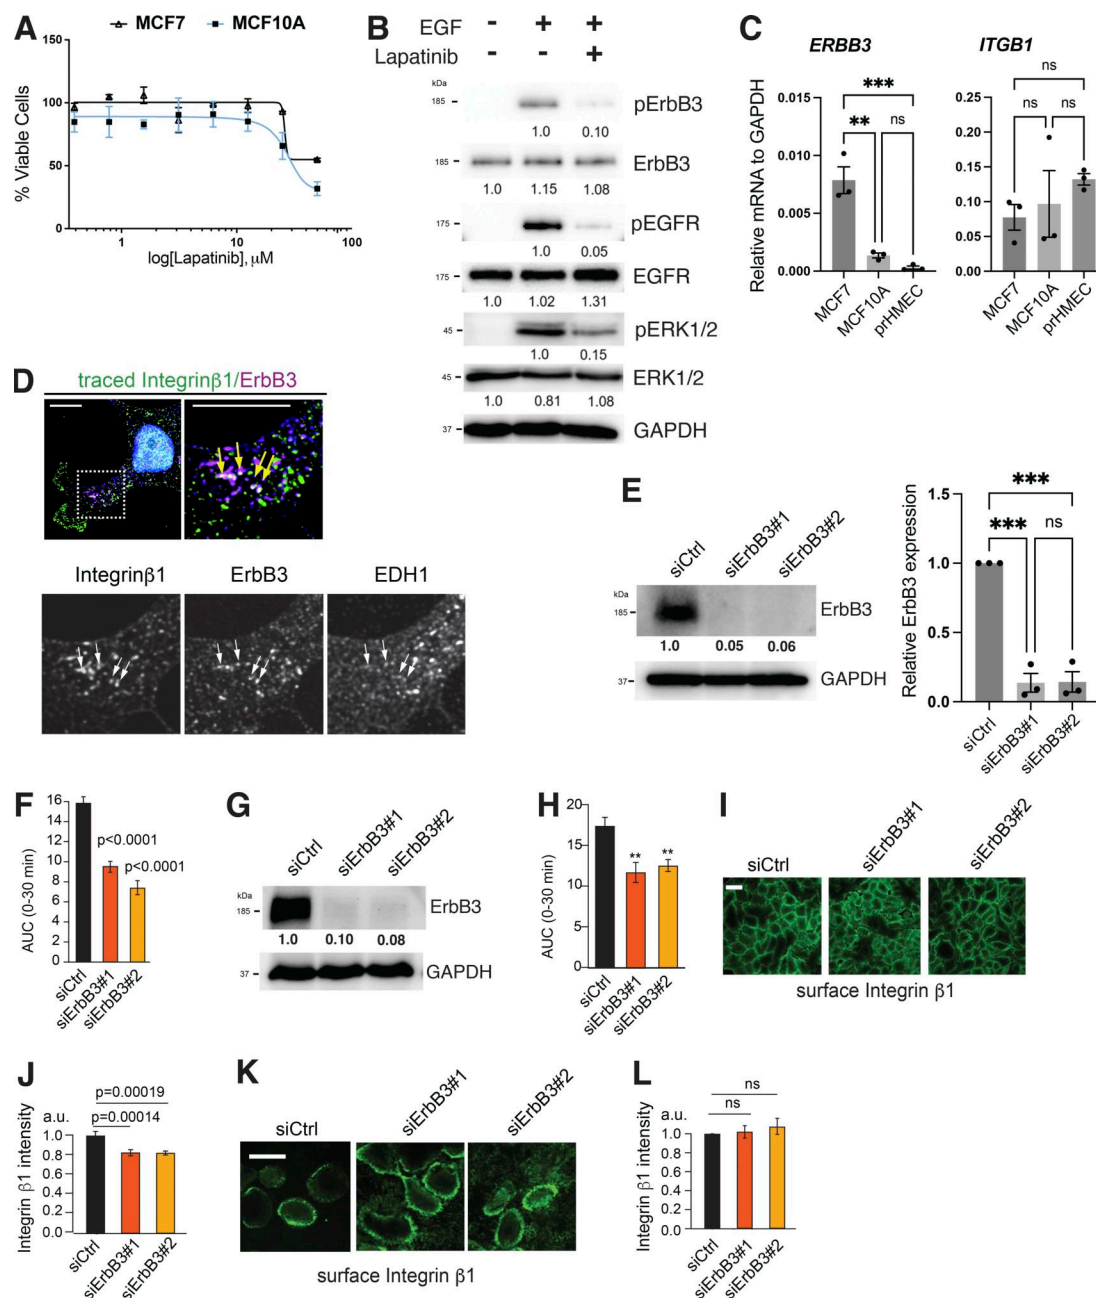 A
MCF7 MCF10A
% Viable Cells
150
100
50
0
1 10 100
log[Lapatinib], µM
B
EGF - + +
Lapatinib - - +
kDa
185 pErbB3
1.0 0.10
185 ErbB3
1.0 1.15 1.08
175 pEGFR
1.0 0.05
175 EGFR
1.0 1.02 1.31
45 pERK1/2
1.0 0.15
45 ERK1/2
1.0 0.81 1.08
37 GAPDH
C
ERBB3
Relative mRNA to GAPDH
0.015
0.010
0.005
0.000
***
** ns
MCF7 MCF10A prHMEC
ITGB1
0.25
0.20
0.15
0.10
0.05
0.00
ns
ns ns
MCF7 MCF10A prHMEC
D
traced Integrinβ1/ErbB3
Integrinβ1 ErbB3 EDH1
E
siCtrl siErbB3#1 siErbB3#2
kDa
185 ErbB3
1.0 0.05 0.06
37 GAPDH
Relative ErbB3 expression
1.5
1.0
0.5
0.0
***
*** ns
siCtrl siErbB3#1 siErbB3#2
F
AUC (0-30 min)
16
14
12
10
8
6
4
2
0
p<0.0001
p<0.0001
siCtrl siErbB3#1 siErbB3#2
G
siCtrl siErbB3#1 siErbB3#2
kDa
185 ErbB3
1.0 0.10 0.08
37 GAPDH
H
AUC (0-30 min)
20
15
10
5
0
** **
siCtrl siErbB3#1 siErbB3#2
I
siCtrl siErbB3#1 siErbB3#2
surface Integrin β1
J
Integrin β1 intensity
a.u.
1.0
0.8
0.6
0.4
0.2
0.0
p=0.00019
p=0.00014
siCtrl siErbB3#1 siErbB3#2
K
siCtrl siErbB3#1 siErbB3#2
surface Integrin β1
L
Integrin β1 intensity
a.u.
1.0
0.8
0.6
0.4
0.2
0.0
ns
ns
siCtrl siErbB3#1 siErbB3#2